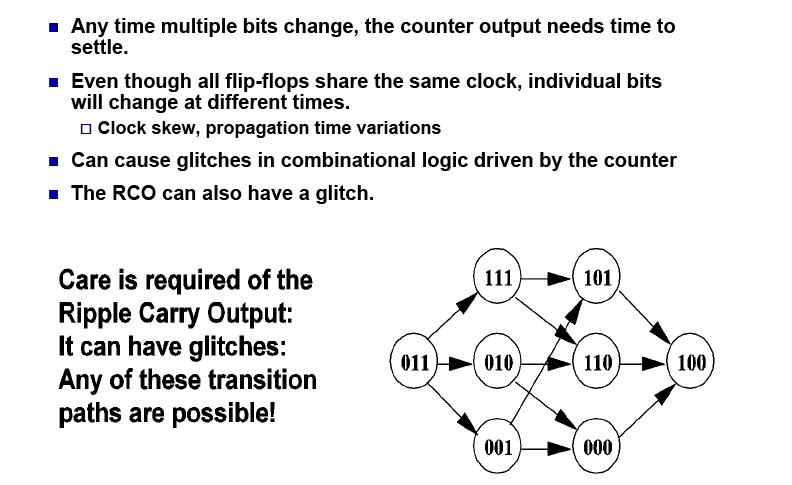 Any time multiple bits change, the counter output needs time to
settle.
Even though all flip-flops share the same clock, individual bits
will change at different times.
Clock skew, propagation time variations
Can cause glitches in combinational logic driven by the counter
The RCO can also have a glitch.
Care is required of the
Ripple Carry Output:
It can have glitches:
Any of these transition
paths are possible!
111 101
011 010 110 100
001 000